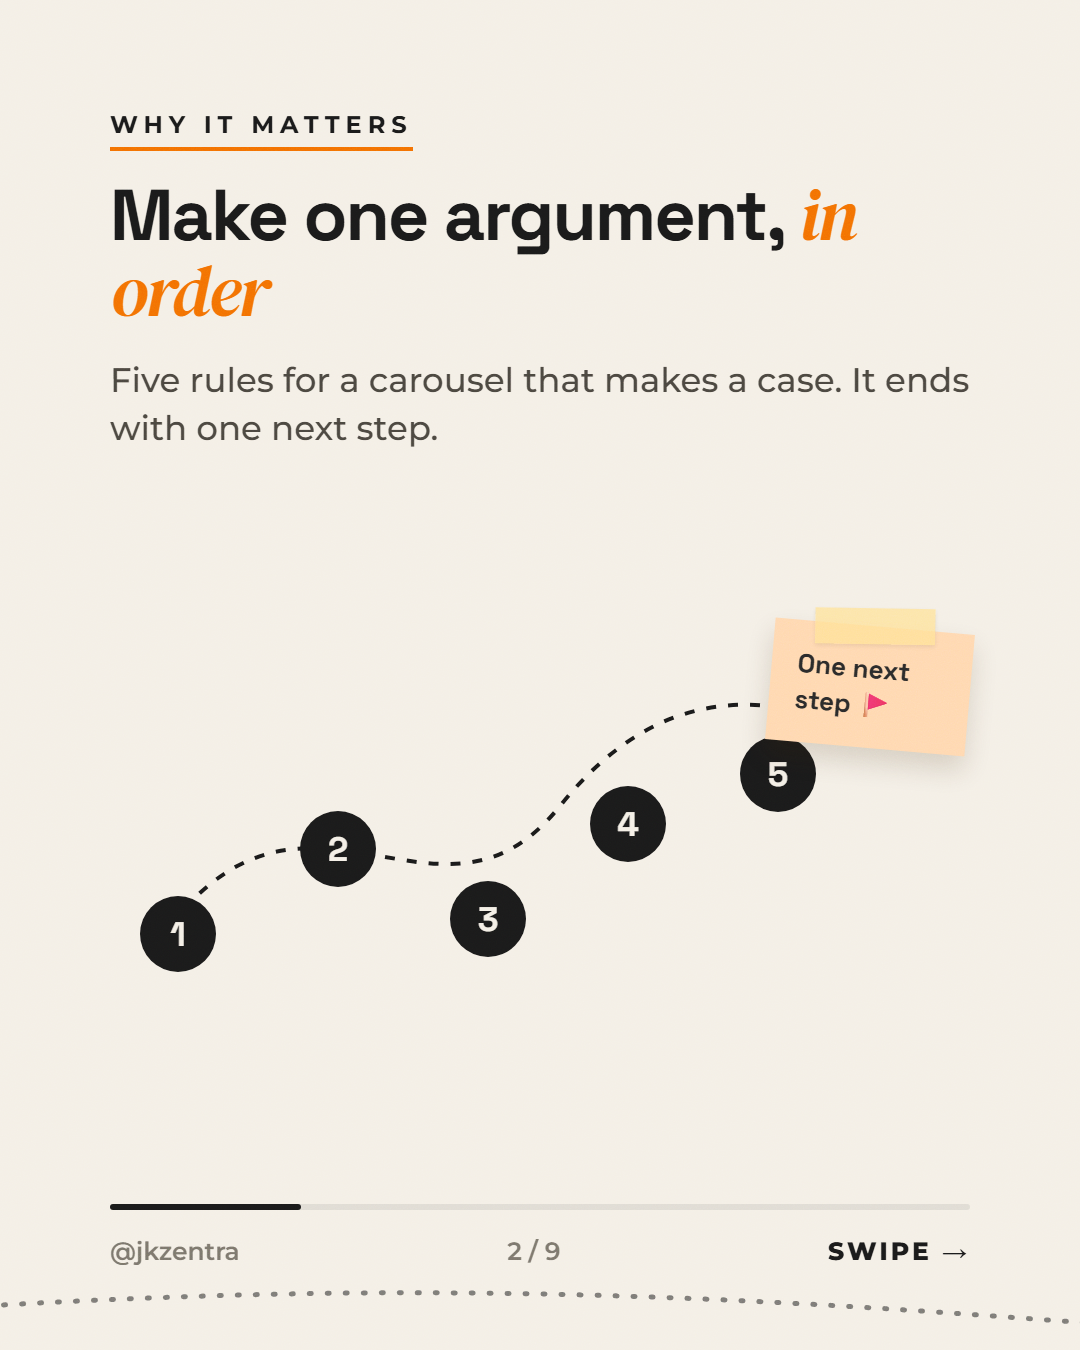 WHY IT MATTERS
Make one argument, in
order
Five rules for a carousel that makes a case. It ends
with one next step.
One next
step 🚩
5
4
2
3
1
@jkzentra
2 / 9
SWIPE →